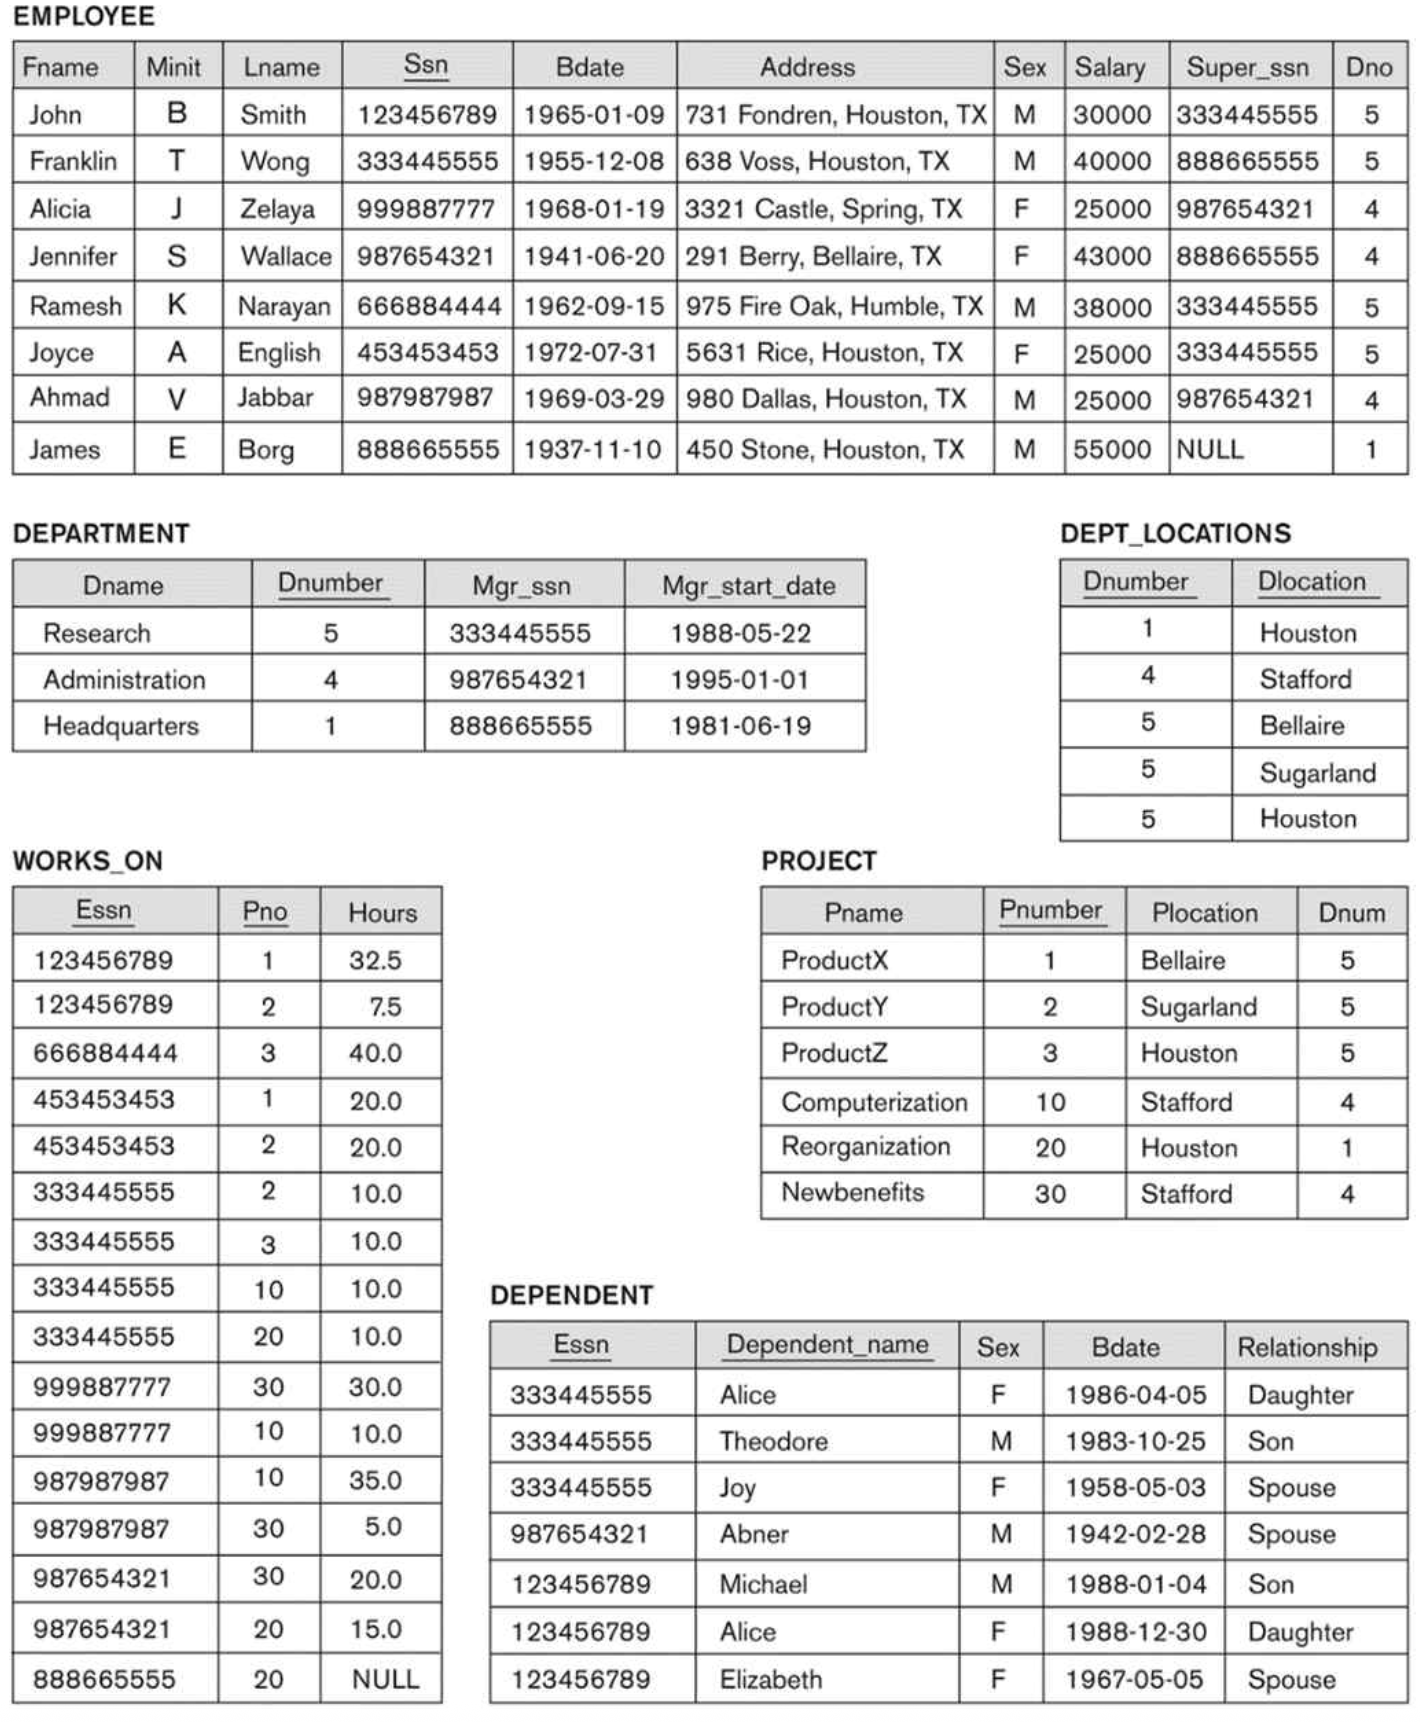 EMPLOYEE
Fname Minit Lname Ssn Bdate Address Sex Salary Super_ssn Dno
John B Smith 123456789 1965-01-09 731 Fondren, Houston, TX M 30000 333445555 5
Franklin T Wong 333445555 1955-12-08 638 Voss, Houston, TX M 40000 888665555 5
Alicia J Zelaya 999887777 1968-01-19 3321 Castle, Spring, TX F 25000 987654321 4
Jennifer S Wallace 987654321 1941-06-20 291 Berry, Bellaire, TX F 43000 888665555 4
Ramesh K Narayan 666884444 1962-09-15 975 Fire Oak, Humble, TX M 38000 333445555 5
Joyce A English 453453453 1972-07-31 5631 Rice, Houston, TX F 25000 333445555 5
Ahmad V Jabbar 987987987 1969-03-29 980 Dallas, Houston, TX M 25000 987654321 4
James E Borg 888665555 1937-11-10 450 Stone, Houston, TX M 55000 NULL 1
DEPARTMENT
Dname Dnumber Mgr_ssn Mgr_start_date
Research 5 333445555 1988-05-22
Administration 4 987654321 1995-01-01
Headquarters 1 888665555 1981-06-19
DEPT_LOCATIONS
Dnumber Dlocation
1 Houston
4 Stafford
5 Bellaire
5 Sugarland
5 Houston
WORKS_ON
Essn Pno Hours
123456789 1 32.5
123456789 2 7.5
666884444 3 40.0
453453453 1 20.0
453453453 2 20.0
333445555 2 10.0
333445555 3 10.0
333445555 10 10.0
333445555 20 10.0
999887777 30 30.0
999887777 10 10.0
987987987 10 35.0
987987987 30 5.0
987654321 30 20.0
987654321 20 15.0
888665555 20 NULL
PROJECT
Pname Pnumber Plocation Dnum
ProductX 1 Bellaire 5
ProductY 2 Sugarland 5
ProductZ 3 Houston 5
Computerization 10 Stafford 4
Reorganization 20 Houston 1
Newbenefits 30 Stafford 4
DEPENDENT
Essn Dependent_name Sex Bdate Relationship
333445555 Alice F 1986-04-05 Daughter
333445555 Theodore M 1983-10-25 Son
333445555 Joy F 1958-05-03 Spouse
987654321 Abner M 1942-02-28 Spouse
123456789 Michael M 1988-01-04 Son
123456789 Alice F 1988-12-30 Daughter
123456789 Elizabeth F 1967-05-05 Spouse